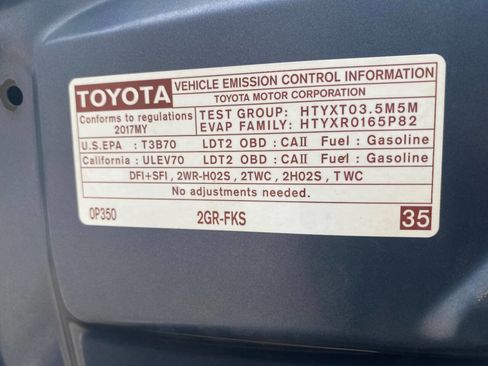 TOYOTA VEHICLE EMISSION CONTROL INFORMATION
TOYOTA MOTOR CORPORATION
Conforms to regulations
2017MY
TEST GROUP: HTYXT03.5M5M
EVAP FAMILY: HTYXR0165P82
U.S.EPA : T3B70 LDT2 OBD : CAII Fuel : Gasoline
California : ULEV70 LDT2 OBD : CAII Fuel : Gasoline
DFI+SFI , 2WR-HO2S , 2TWC , 2HO2S , TWC
No adjustments needed.
0P350 2GR-FKS 35